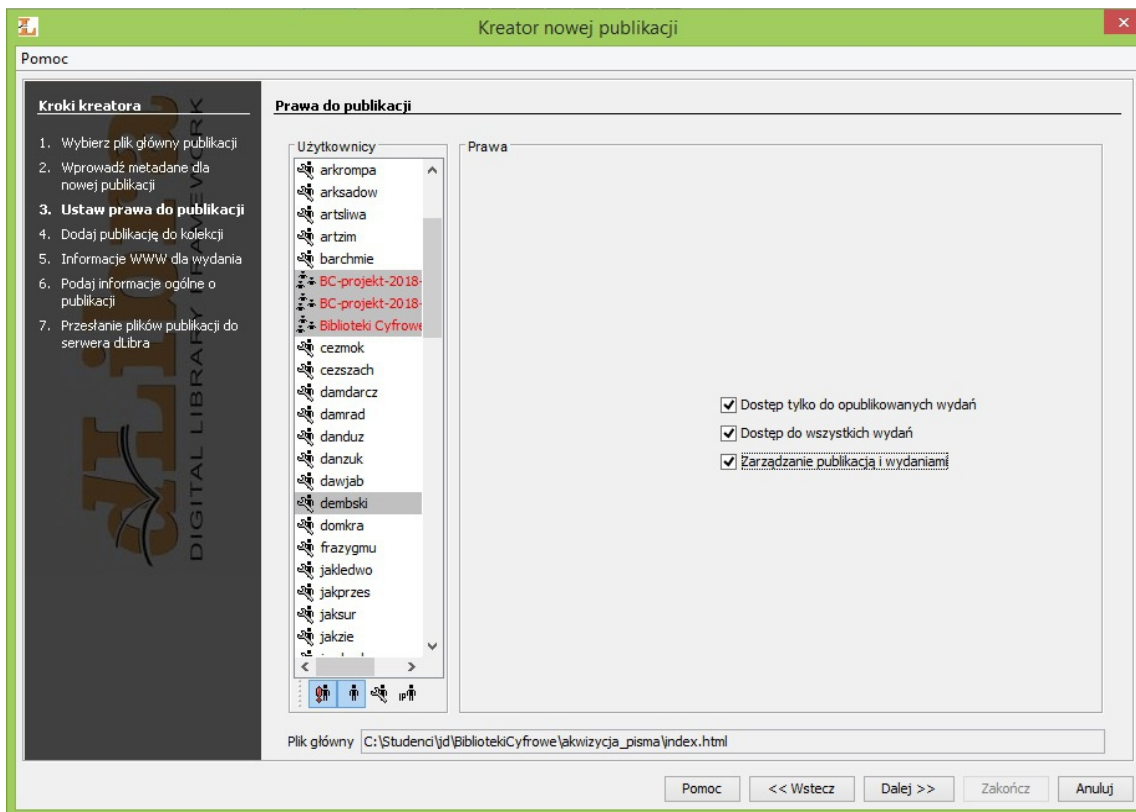 Kreator nowej publikacji
Pomoc
Kroki kreatora
1. Wybierz plik główny publikacji
2. Wprowadź metadane dla
nowej publikacji
3. Ustaw prawa do publikacji
4. Dodaj publikację do kolekcji
5. Informacje WWW dla wydania
6. Podaj informacje ogólne o
publikacji
7. Przesłanie plików publikacji do
serwera dLibra
dLibra
DIGITAL LIBRARY FRAMEWORK
Prawa do publikacji
Użytkownicy
arkrompa
arksadow
artsliwa
artzim
barchmie
BC-projekt-2018-
BC-projekt-2018-
Biblioteki Cyfrowe
cezmok
cezszach
damdarcz
damrad
danduz
danzuk
dawjab
dembski
domkra
frazygmu
jakledwo
jakprzes
jaksur
jakzie
IP
Prawa
Dostęp tylko do opublikowanych wydań
Dostęp do wszystkich wydań
Zarządzanie publikacją i wydaniami
Plik główny C:\Studenci\jd\BibliotekiCyfrowe\akwizycja_pisma\index.html
Pomoc << Wstecz Dalej >> Zakończ Anuluj